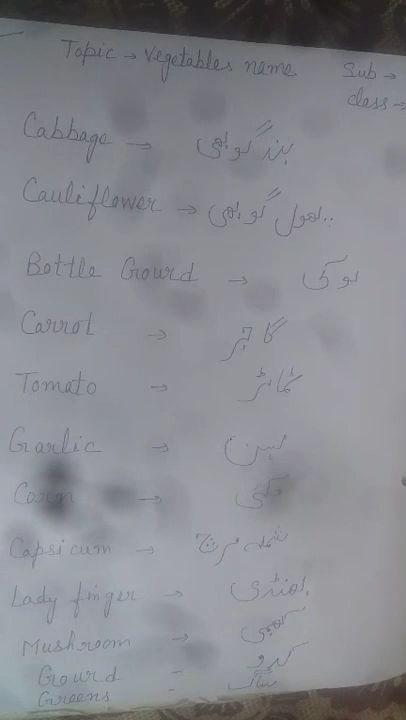 Topic → Vegetables name
Sub →
class →
Cabbage → بند گوبھی
Cauliflower → پھول گوبھی
Bottle Gourd → لوکی
Carrot → گاجر
Tomato → ٹماٹر
Garlic → لہسن
Corn → مکئی
Capsicum → شملہ مرچ
Lady finger → بھنڈی
Mushroom → کھمبی
Gourd = کدو
Greens = ساگ